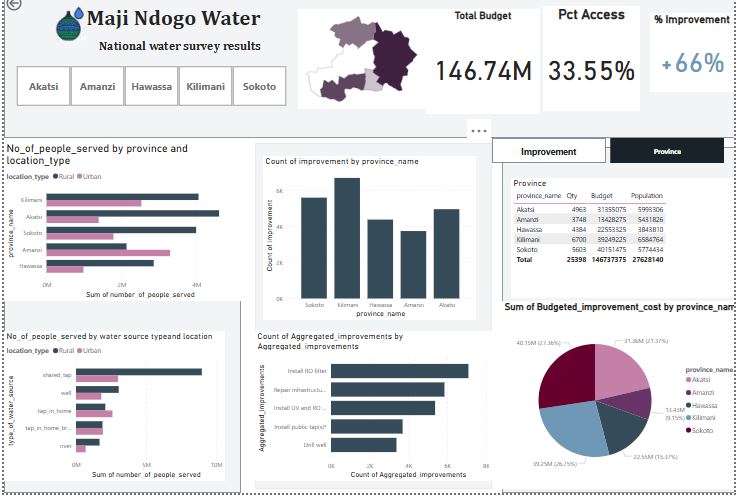 Maji Ndogo Water
National water survey results
Akatsi Amanzi Hawassa Kilimani Sokoto
Total Budget
146.74M
Pct Access
33.55%
% Improvement
+66%
No_of_people_served by province and
location_type
location_type Rural Urban
province_name
Kilimani
Akatsi
Sokoto
Amanzi
Hawassa
0M 2M 4M
Sum of number_of_people_served
Count of improvement by province_name
Count of improvement
6K
4K
2K
0K
Sokoto Kilimani Hawassa Amanzi Akatsi
province_name
Improvement Province
Province
province_name Qty Budget Population
Akatsi 4963 31355075 5993306
Amanzi 3748 13428275 5431826
Hawassa 4384 22553325 3843810
Kilimani 6700 39249225 6584764
Sokoto 5603 40151475 5774434
Total 25398 146737375 27628140
No_of_people_served by water source typeand location
location_type Rural Urban
type_of_water_source
shared_tap
well
tap_in_home
tap_in_home_br...
river
0M 5M 10M
Sum of number_of_people_served
Count of Aggregated_improvements by
Aggregated_improvements
Aggregated_improvements
Install RO filter
Repair infrastructu...
Install UV and RO ...
Install public tap(s)*
Drill well
0K 2K 4K 6K 8K
Count of Aggregated_improvements
Sum of Budgeted_improvement_cost by province_nam
40.15M (27.36%)
31.36M (21.37%)
13.43M
(9.15%)
22.55M (15.37%)
39.25M (26.75%)
province_name
Akatsi
Amanzi
Hawassa
Kilimani
Sokoto